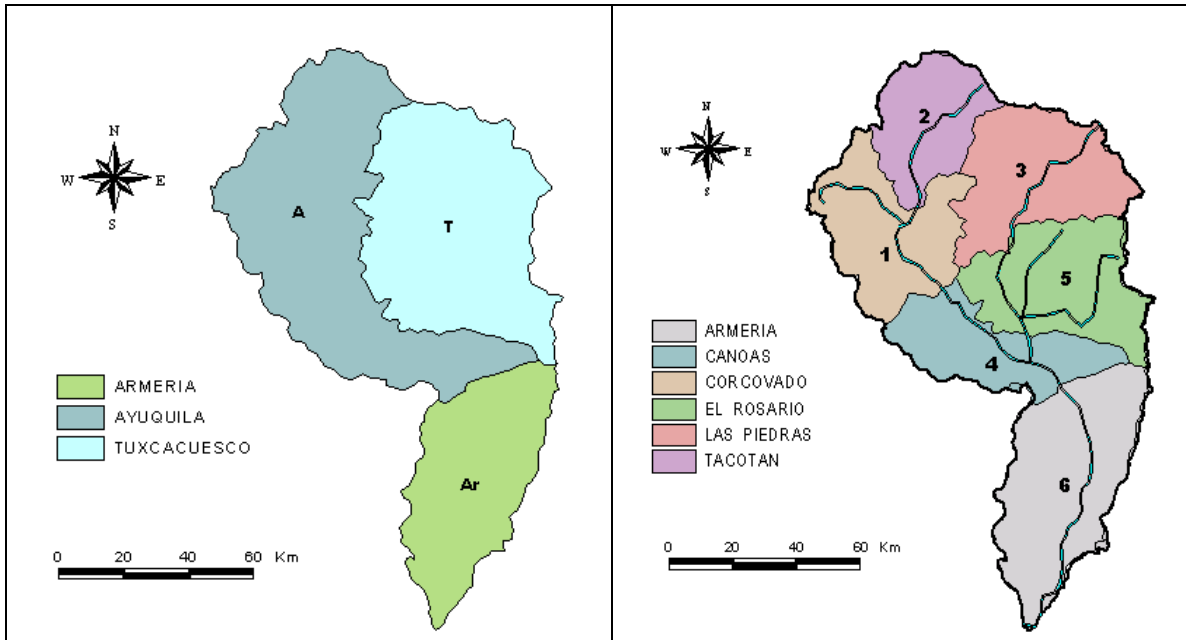 N
W E
S
A
T
ARMERIA
AYUQUILA
TUXCACUESCO
Ar
0 20 40 60 Km
N
W E
S
2
3
1
5
4
6
ARMERIA
CANOAS
CORCOVADO
EL ROSARIO
LAS PIEDRAS
TACOTAN
0 20 40 60 Km